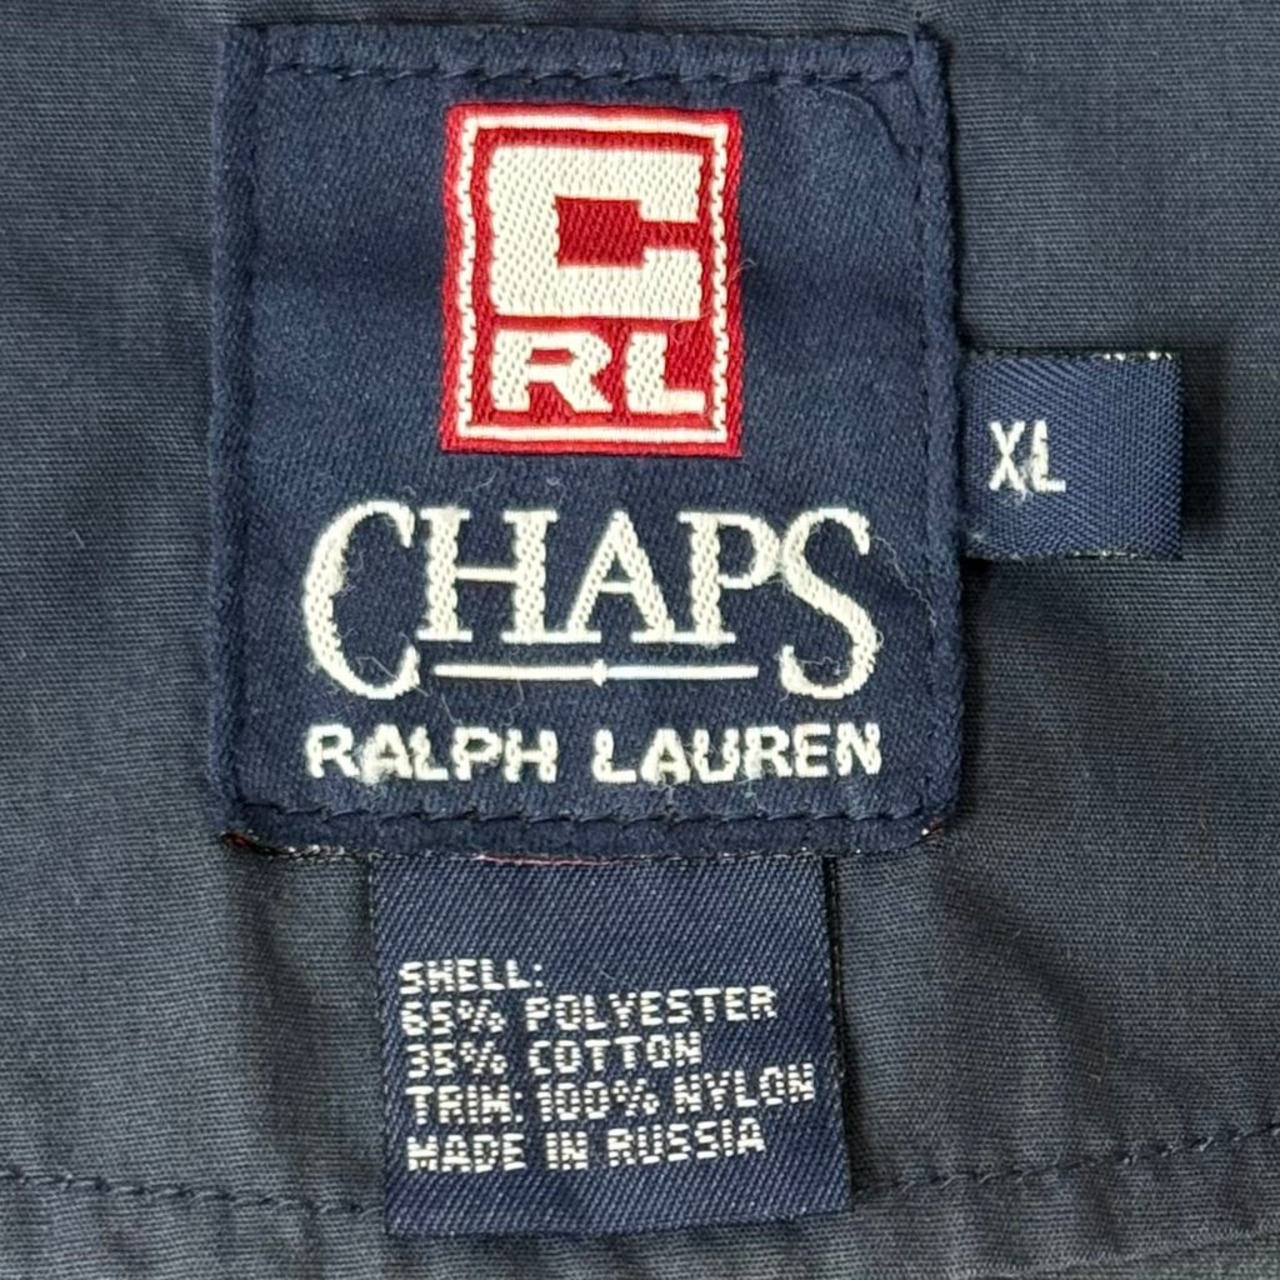 C
RL
CHAPS
RALPH LAUREN
XL
SHELL:
65% POLYESTER
35% COTTON
TRIM: 100% NYLON
MADE IN RUSSIA